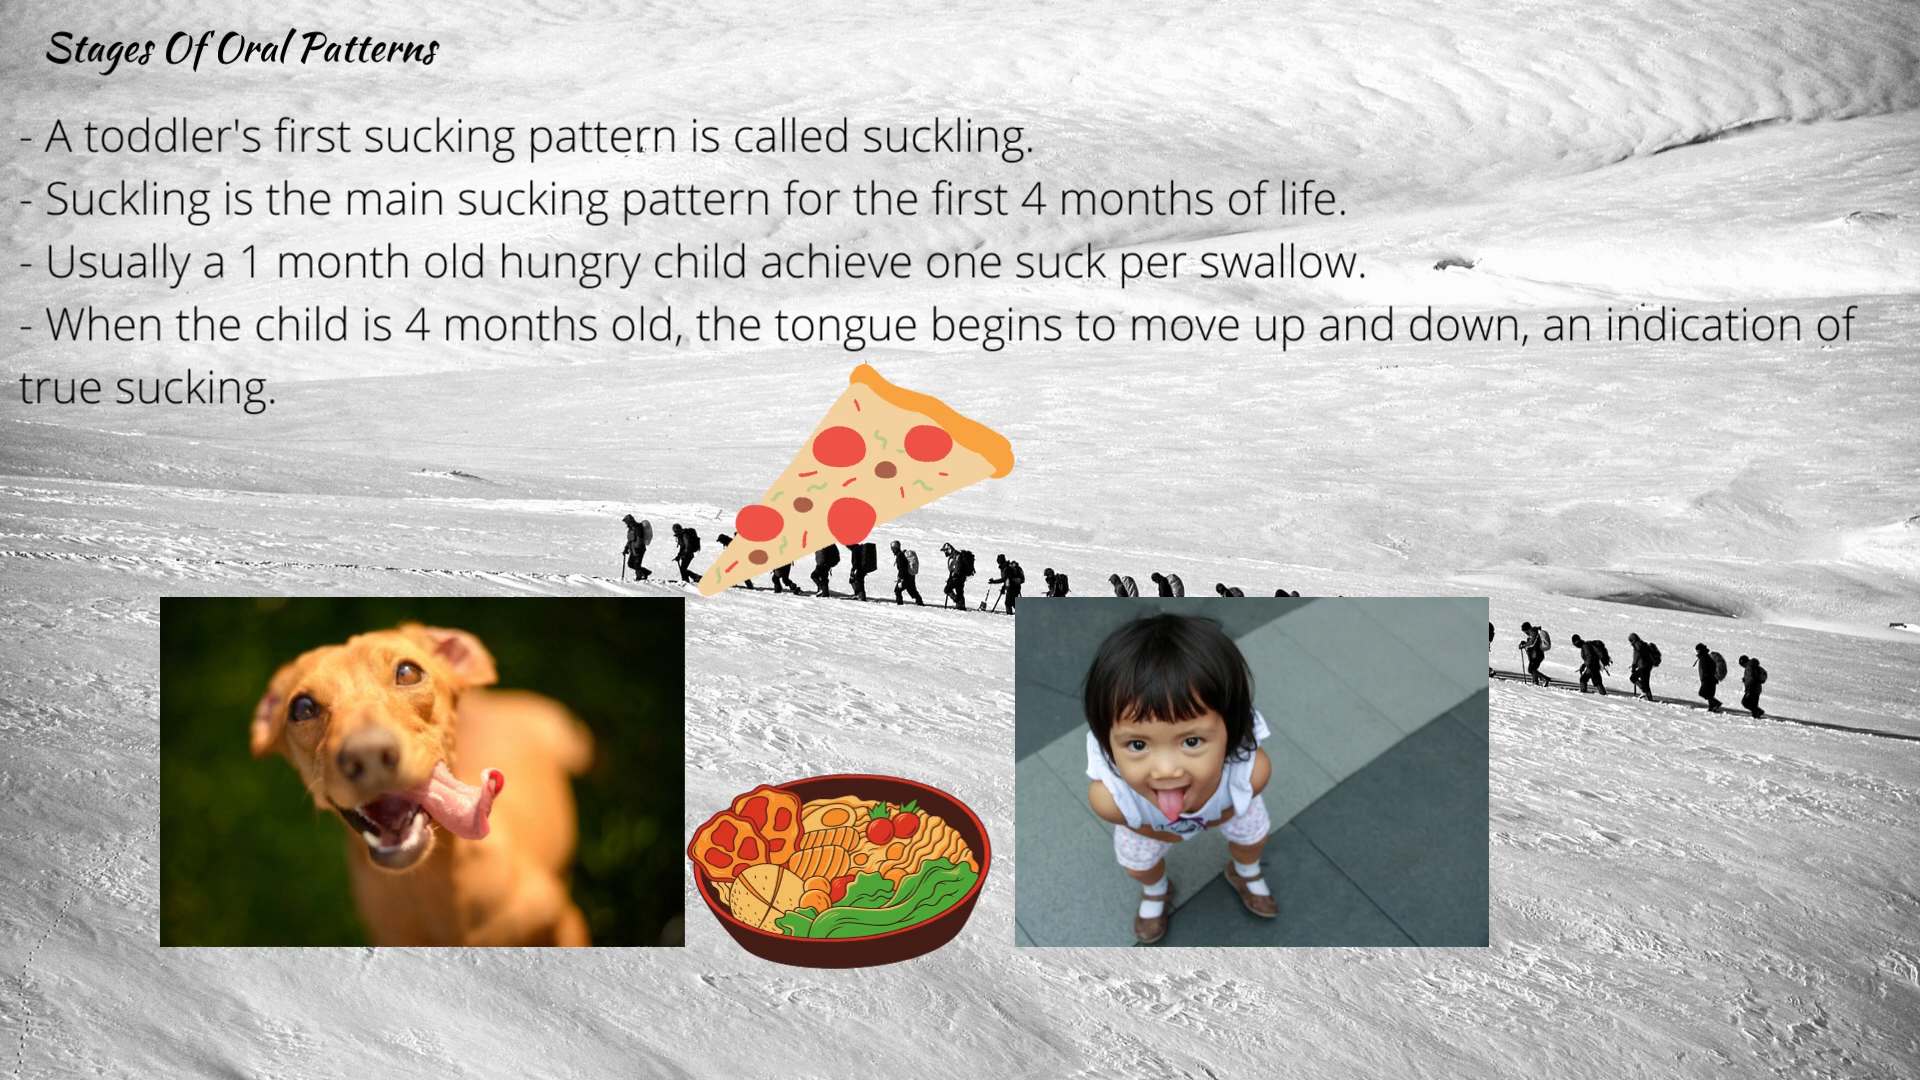 Stages Of Oral Patterns
- A toddler's first sucking pattern is called suckling.
- Suckling is the main sucking pattern for the first 4 months of life.
- Usually a 1 month old hungry child achieve one suck per swallow.
- When the child is 4 months old, the tongue begins to move up and down, an indication of
true sucking.